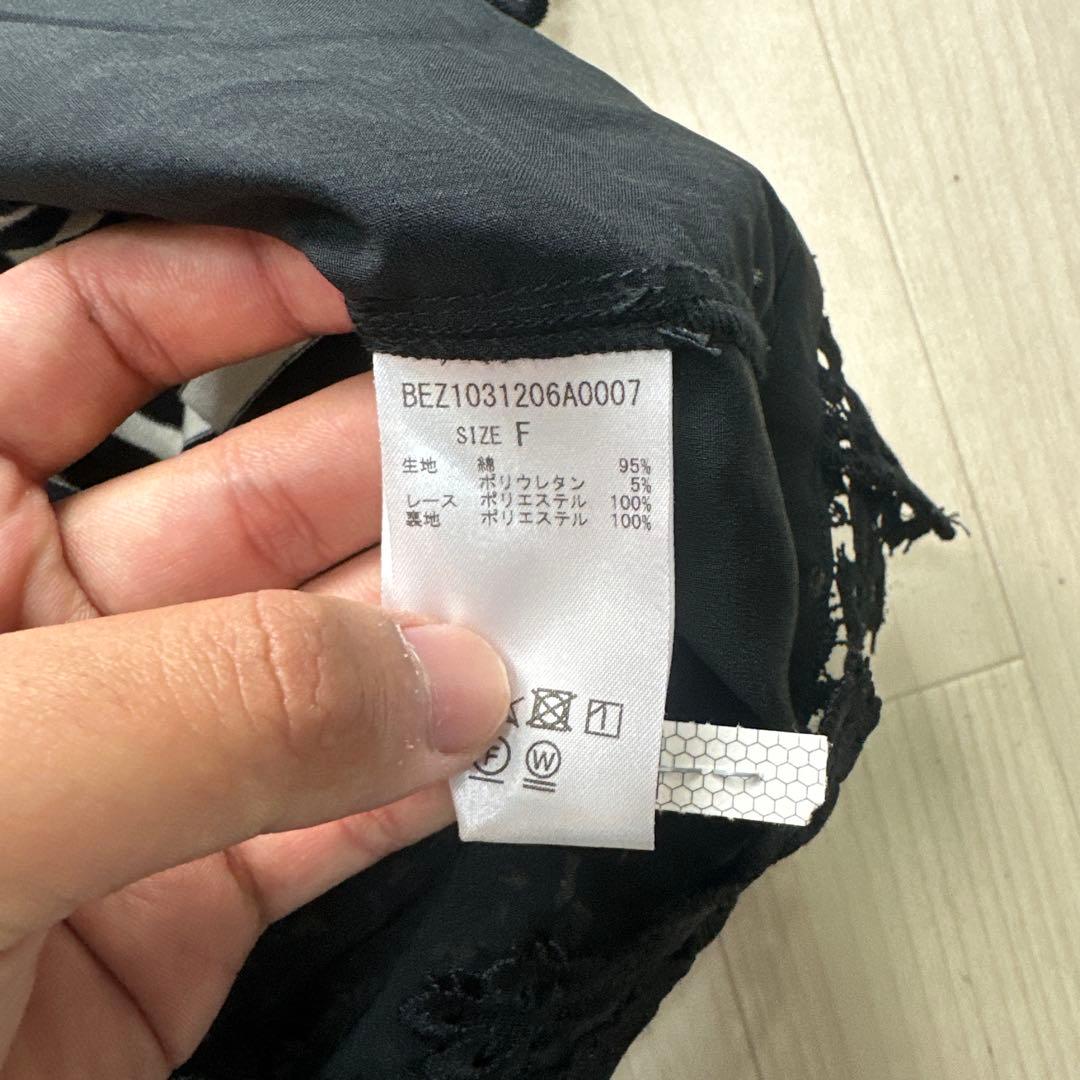 BEZ1031206A0007
SIZE F
生地 綿 95%
ポリウレタン 5%
レース ポリエステル 100%
裏地 ポリエステル 100%
F W